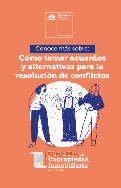 Conoce más sobre:
Cómo tomar acuerdos
y alternativas para la
resolución de conflictos
Copropiedad
Inmobiliaria